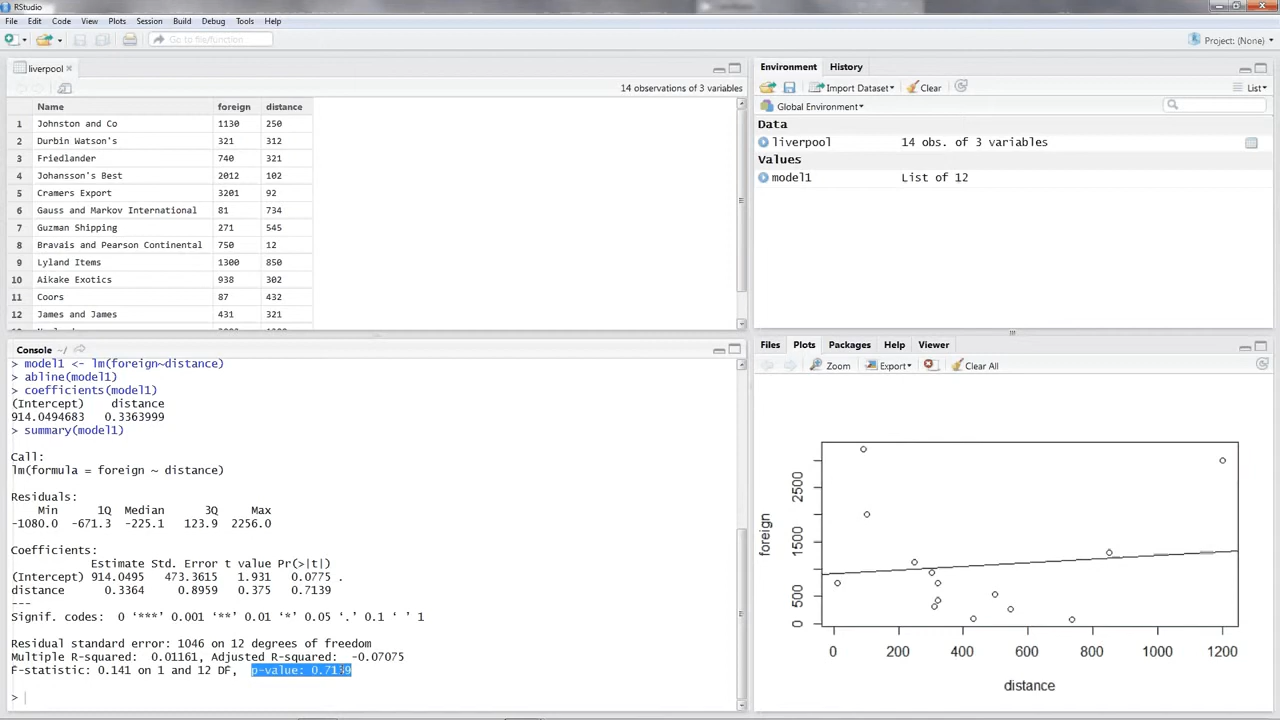 RStudio
File Edit Code View Plots Session Build Debug Tools Help
Go to file/function
Project: (None)
liverpool
14 observations of 3 variables
Name foreign distance
1 Johnston and Co 1130 250
2 Durbin Watson's 321 312
3 Friedlander 740 321
4 Johansson's Best 2012 102
5 Cramers Export 3201 92
6 Gauss and Markov International 81 734
7 Guzman Shipping 271 545
8 Bravais and Pearson Continental 750 12
9 Lyland Items 1300 850
10 Aikake Exotics 938 302
11 Coors 87 432
12 James and James 431 321
Environment History
Import Dataset Clear List
Global Environment
Data
liverpool 14 obs. of 3 variables
Values
model1 List of 12
Console ~/
> model1 <- lm(foreign~distance)
> abline(model1)
> coefficients(model1)
(Intercept) distance
914.0494683 0.3363999
> summary(model1)
Call:
lm(formula = foreign ~ distance)
Residuals:
Min 1Q Median 3Q Max
-1080.0 -671.3 -225.1 123.9 2256.0
Coefficients:
Estimate Std. Error t value Pr(>|t|)
(Intercept) 914.0495 473.3615 1.931 0.0775 .
distance 0.3364 0.8959 0.375 0.7139
---
Signif. codes: 0 ‘***’ 0.001 ‘**’ 0.01 ‘*’ 0.05 ‘.’ 0.1 ‘ ’ 1
Residual standard error: 1046 on 12 degrees of freedom
Multiple R-squared: 0.01161, Adjusted R-squared: -0.07075
F-statistic: 0.141 on 1 and 12 DF, p-value: 0.7139
>
Files Plots Packages Help Viewer
Zoom Export Clear All
foreign
2500
1500
500
0
0 200 400 600 800 1000 1200
distance